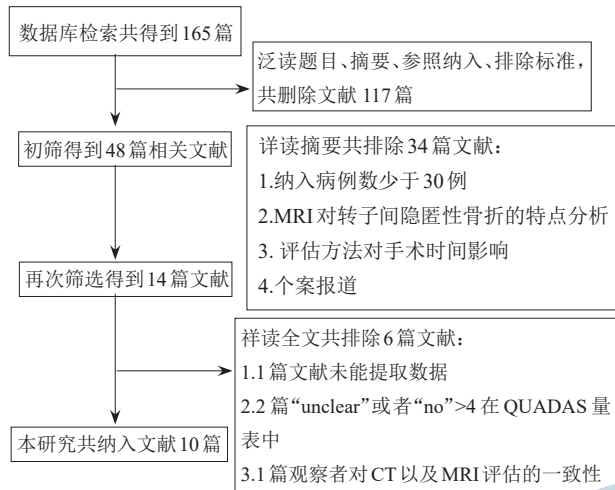 数据库检索共得到165篇
泛读题目、摘要、参照纳入、排除标准，
共删除文献 117篇
初筛得到48篇相关文献
详读摘要共排除34篇文献：
1.纳入病例数少于30例
2.MRI对转子间隐匿性骨折的特点分析
3. 评估方法对手术时间影响
4.个案报道
再次筛选得到14篇文献
祥读全文共排除6篇文献：
1.1篇文献未能提取数据
2.2 篇“unclear”或者“no”>4 在 QUADAS 量
表中
3.1篇观察者对CT以及MRI评估的一致性
本研究共纳入文献10篇